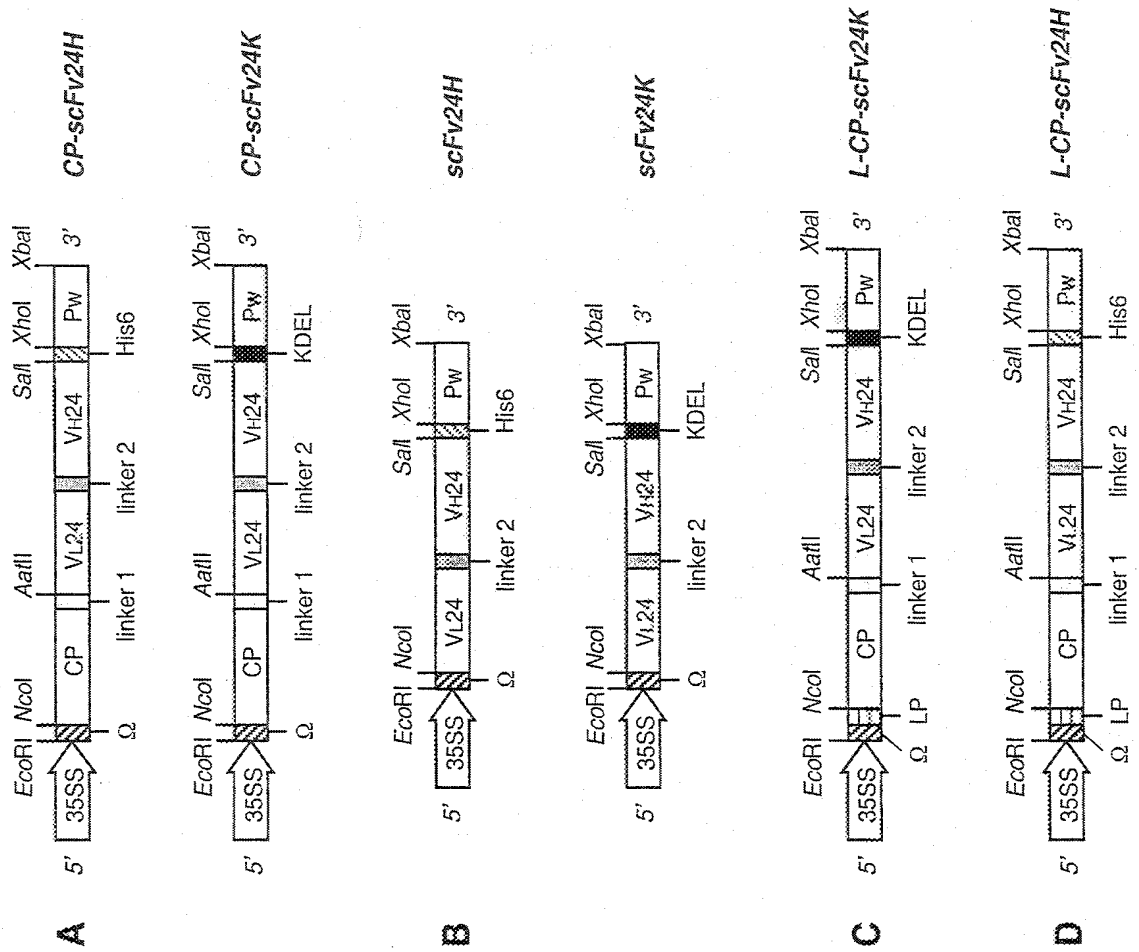 A
EcoRI NcoI AatII SalI XhoI XbaI
5' 35SS CP VL24 VH24 Pw 3' CP-scFv24H
Ω linker 1 linker 2 His6
EcoRI NcoI AatII SalI XhoI XbaI
5' 35SS CP VL24 VH24 Pw 3' CP-scFv24K
Ω linker 1 linker 2 KDEL
B
EcoRI NcoI SalI XhoI XbaI
5' 35SS VL24 VH24 Pw 3' scFv24H
Ω linker 2 His6
EcoRI NcoI SalI XhoI XbaI
5' 35SS VL24 VH24 Pw 3' scFv24K
Ω linker 2 KDEL
C
EcoRI NcoI AatII SalI XhoI XbaI
5' 35SS CP VL24 VH24 Pw 3' L-CP-scFv24K
Ω LP linker 1 linker 2 KDEL
D
EcoRI NcoI AatII SalI XhoI XbaI
5' 35SS CP VL24 VH24 Pw 3' L-CP-scFv24H
Ω LP linker 1 linker 2 His6